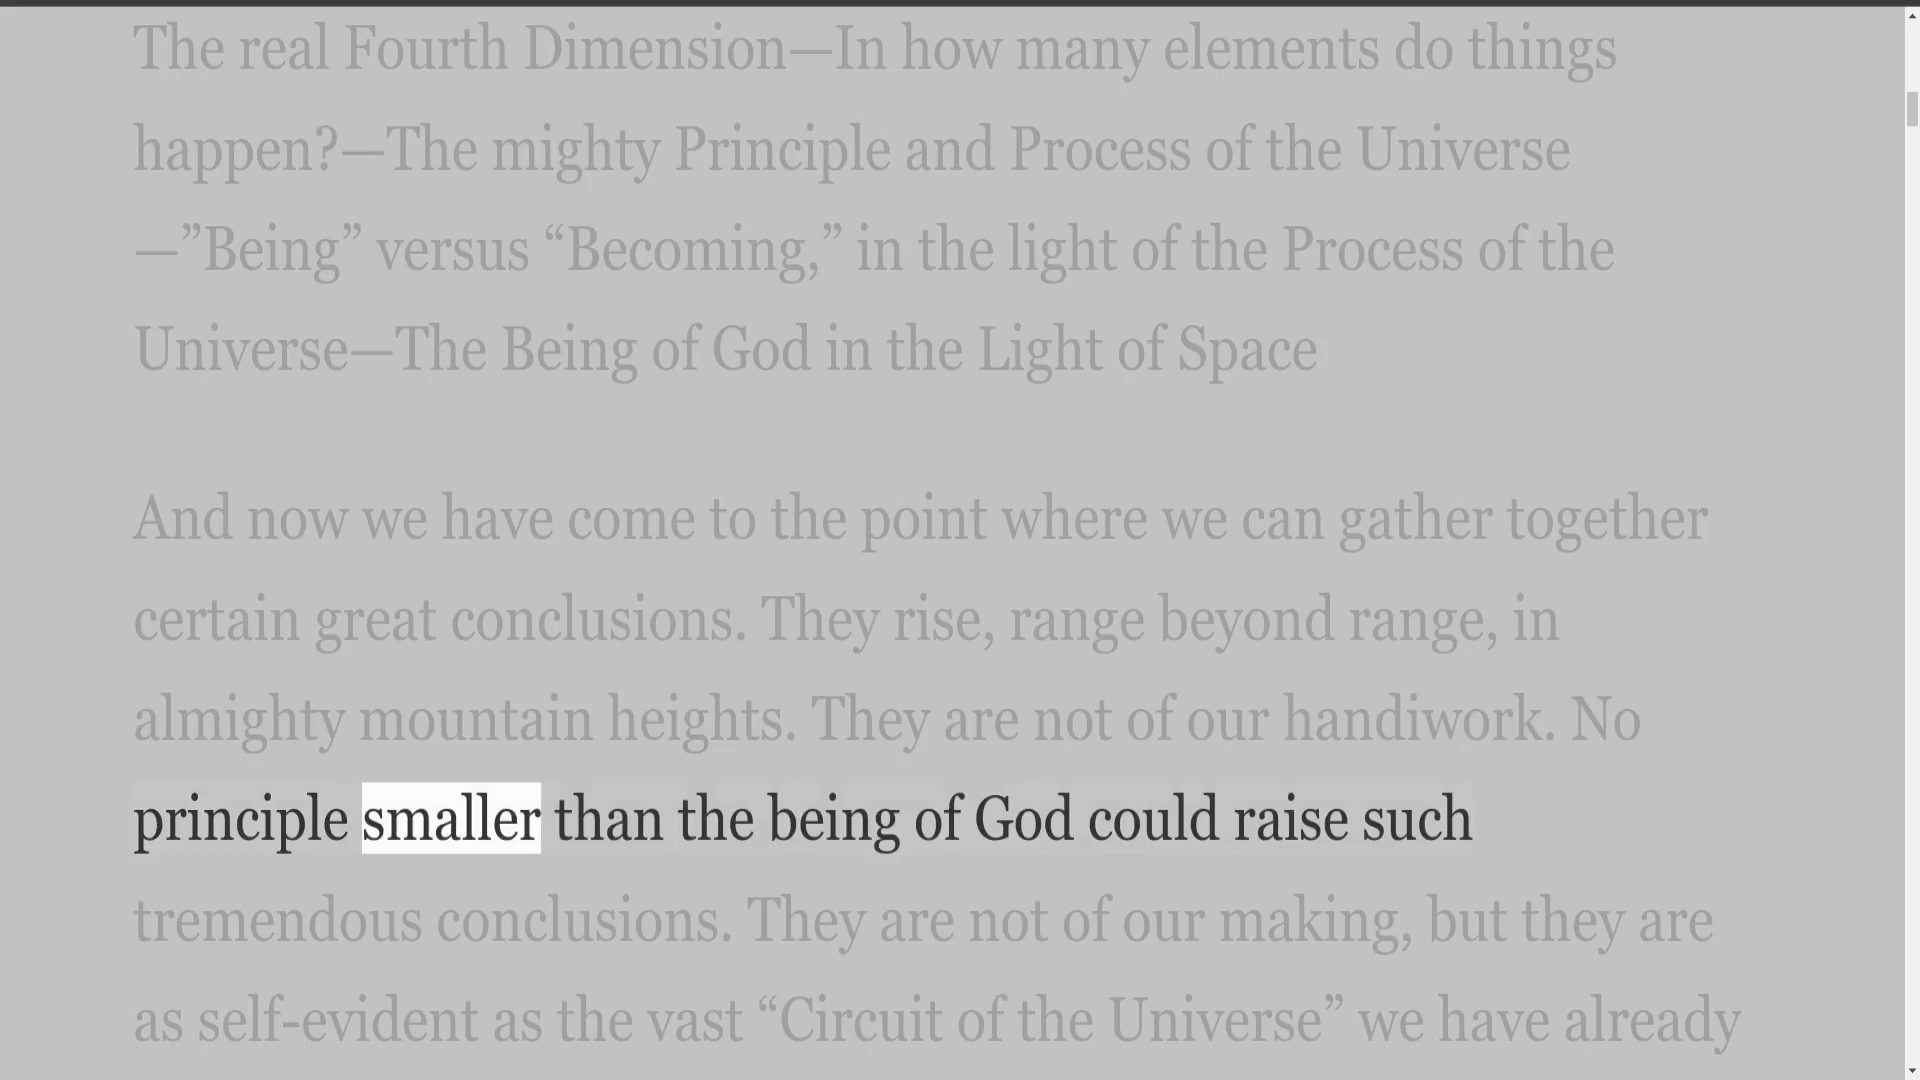 The real Fourth Dimension—In how many elements do things
happen?—The mighty Principle and Process of the Universe
—”Being” versus “Becoming,” in the light of the Process of the
Universe—The Being of God in the Light of Space
And now we have come to the point where we can gather together
certain great conclusions. They rise, range beyond range, in
almighty mountain heights. They are not of our handiwork. No
principle smaller than the being of God could raise such
tremendous conclusions. They are not of our making, but they are
as self-evident as the vast “Circuit of the Universe” we have already